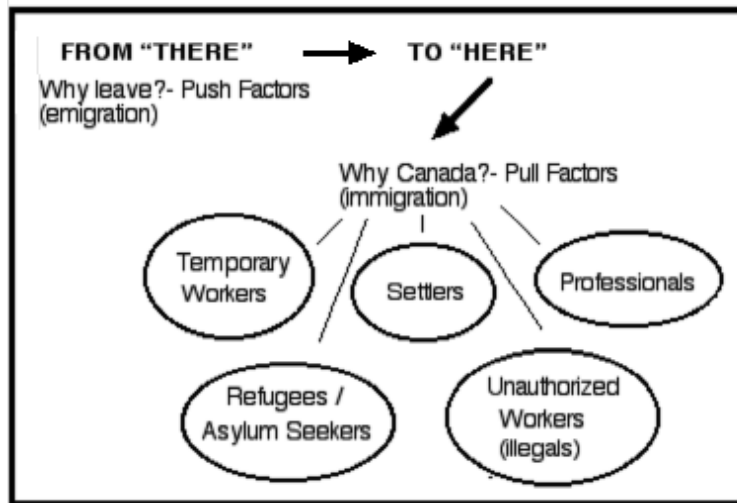 FROM “THERE”
TO “HERE”
Why leave?- Push Factors
(emigration)
Why Canada?- Pull Factors
(immigration)
Temporary
Workers
Settlers
Professionals
Refugees /
Asylum Seekers
Unauthorized
Workers
(illegals)